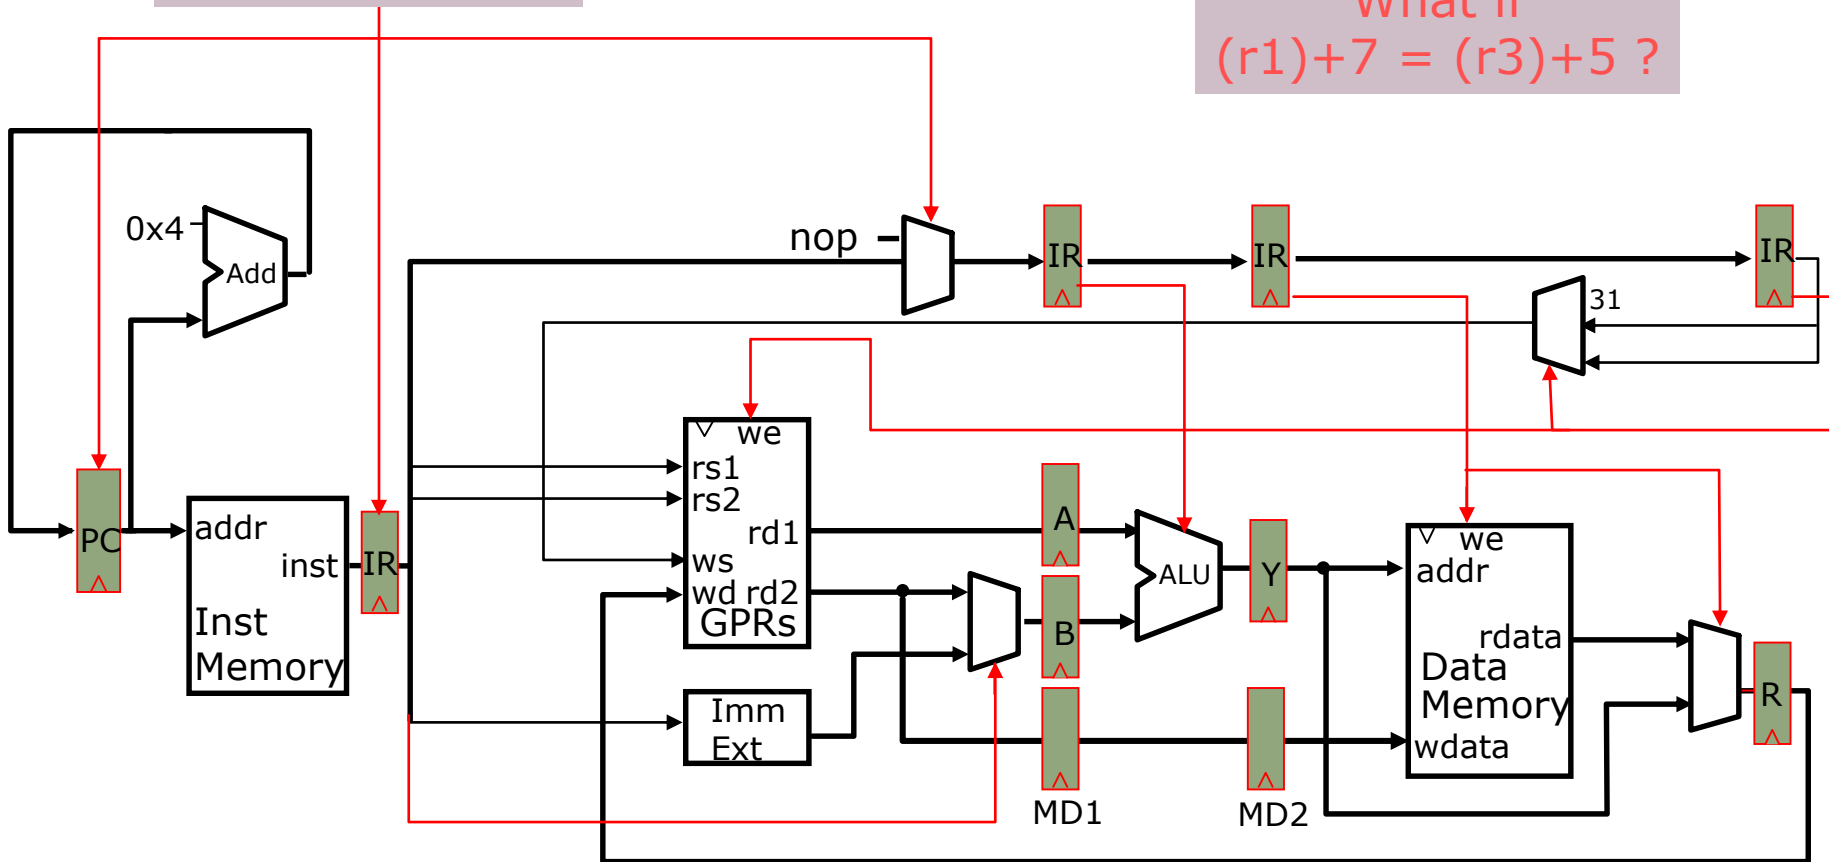 What if
(r1)+7 = (r3)+5 ?
0x4
Add
nop
IR
IR
IR
31
we
rs1
rs2
rd1
ws
wd rd2
GPRs
A
B
ALU
Y
we
addr
rdata
Data
Memory
wdata
R
PC
addr
inst
Inst
Memory
IR
Imm
Ext
MD1
MD2